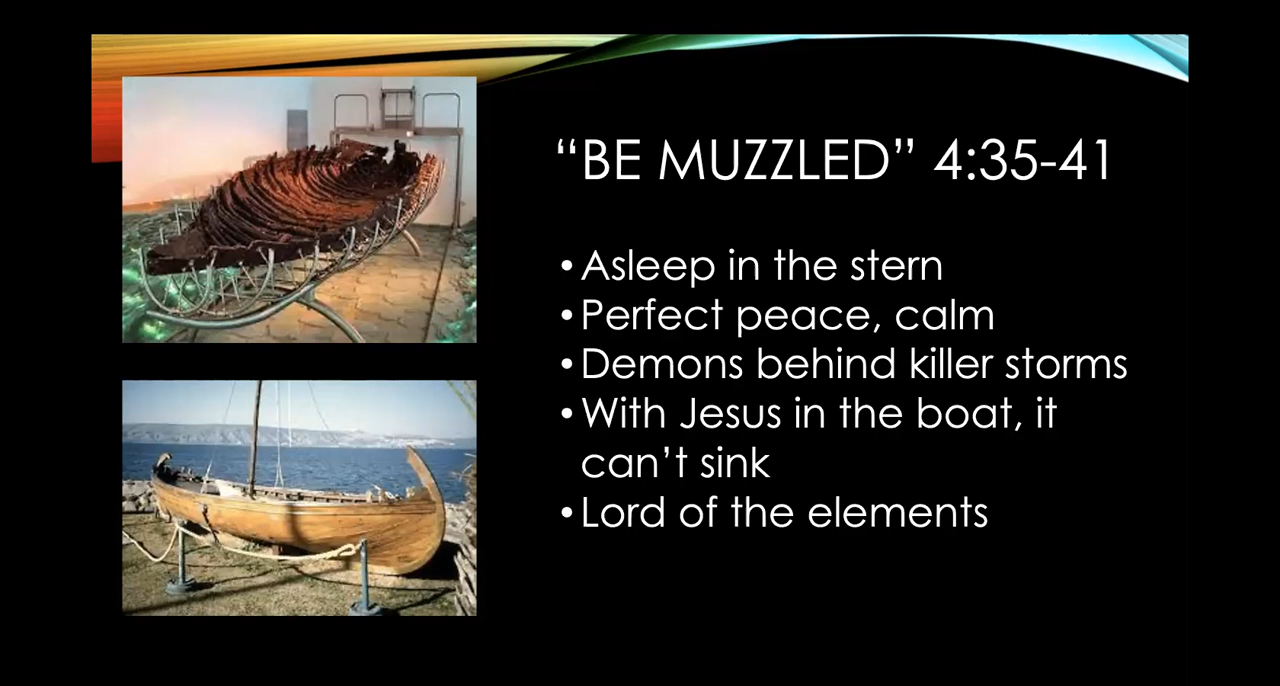 “BE MUZZLED” 4:35-41
•Asleep in the stern
•Perfect peace, calm
•Demons behind killer storms
•With Jesus in the boat, it
can’t sink
•Lord of the elements